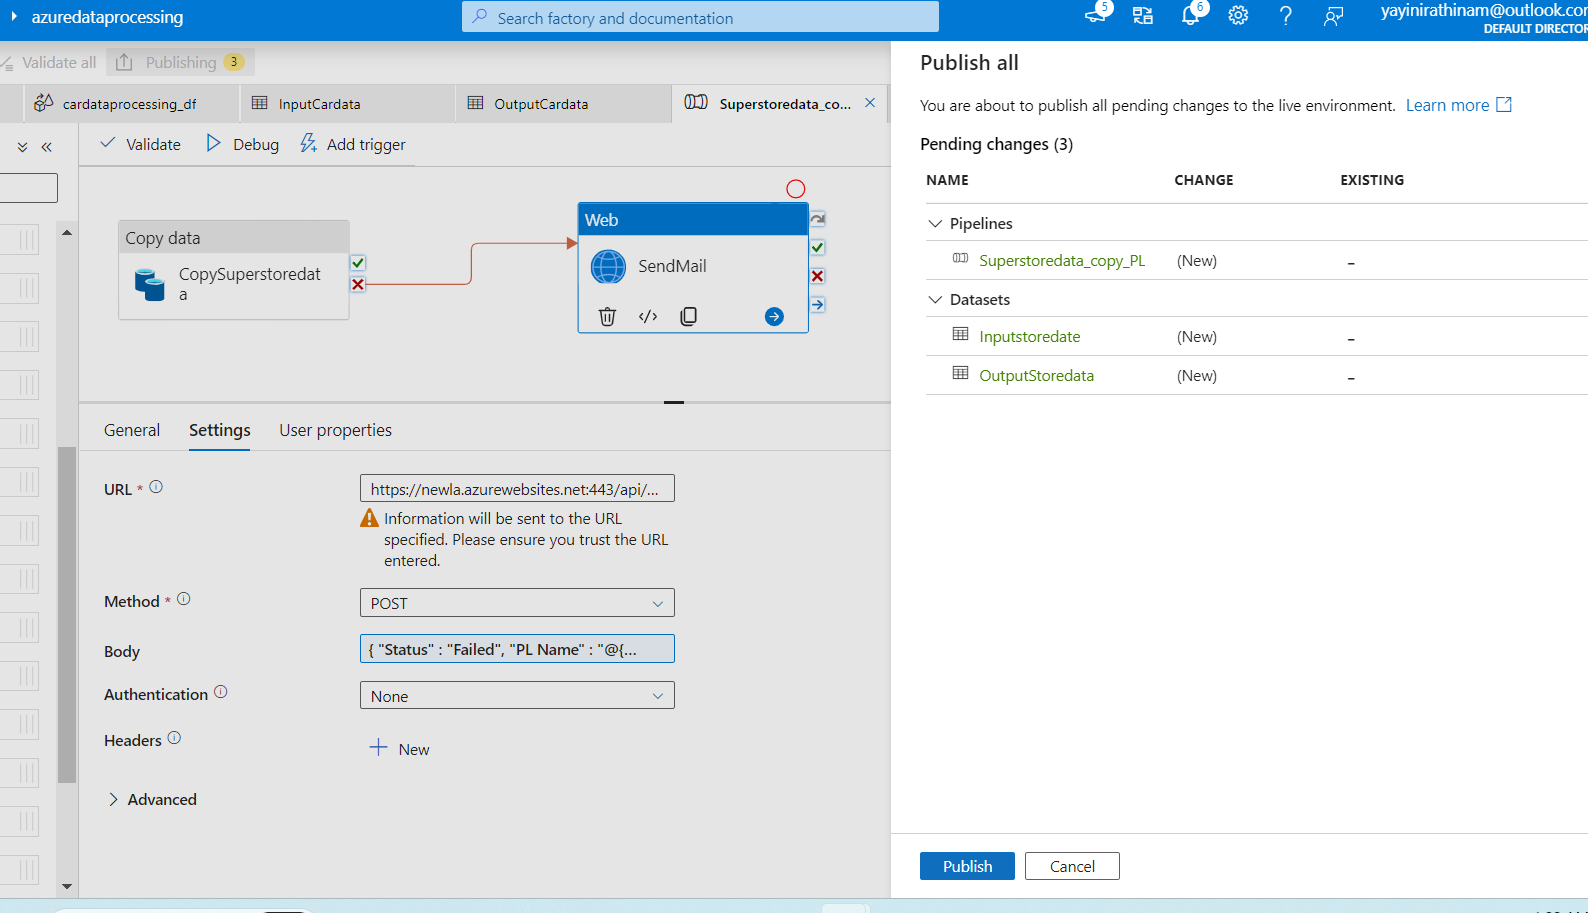 azuredataprocessing
Search factory and documentation
5
6
yayinirathinam@outlook.co
DEFAULT DIRECTOR
Validate all
Publishing
3
cardataprocessing_df
InputCardata
OutputCardata
Superstoredata_co...
Validate
Debug
Add trigger
Copy data
CopySuperstoredat
a
Web
SendMail
General
Settings
User properties
URL *
https://newla.azurewebsites.net:443/api/...
Information will be sent to the URL
specified. Please ensure you trust the URL
entered.
Method *
POST
Body
{ "Status" : "Failed", "PL Name" : "@{...
Authentication
None
Headers
New
Advanced
Publish all
You are about to publish all pending changes to the live environment. Learn more
Pending changes (3)
NAME CHANGE EXISTING
Pipelines
Superstoredata_copy_PL (New) -
Datasets
Inputstoredate (New) -
OutputStoredata (New) -
Publish
Cancel